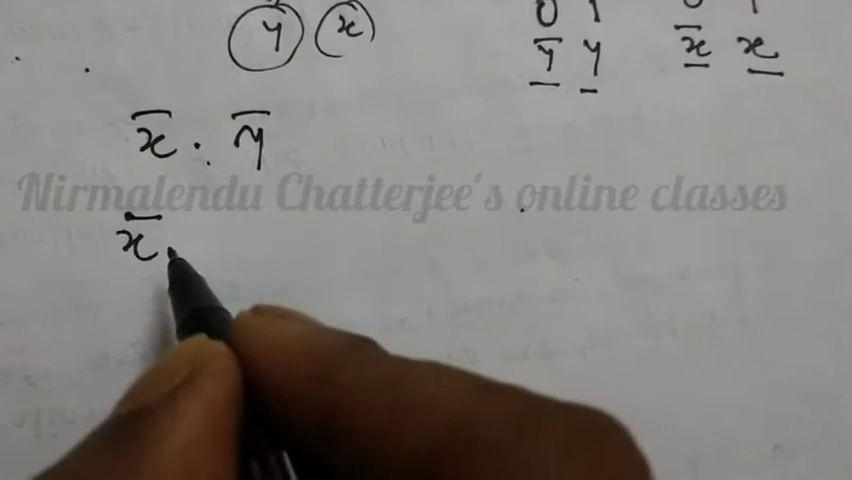 0 1 0 1
y x y̅ y x̅ x
x̅ . y̅
Nirmalendu Chatterjee's online classes
x̅ .